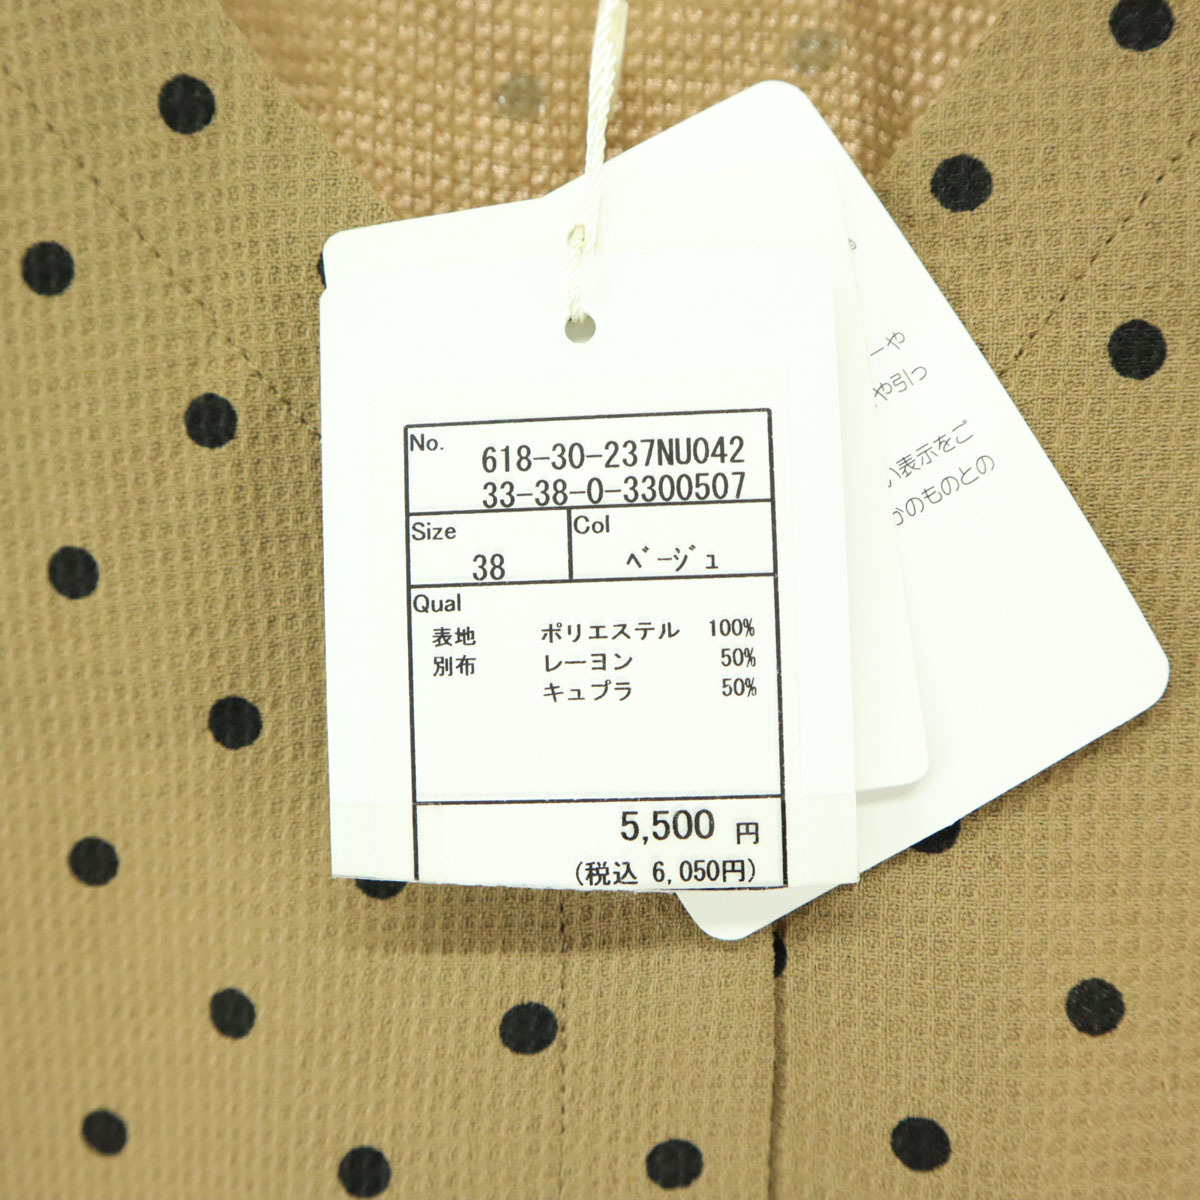 No.
618-30-237NU042
33-38-0-3300507
Size
38
Col
ﾍﾞｰｼﾞｭ
Qual
表地 ポリエステル 100%
別布 レーヨン 50%
キュプラ 50%
5,500 円
(税込 6,050円)
ーや
や引っ
い表示をご
かのものとの